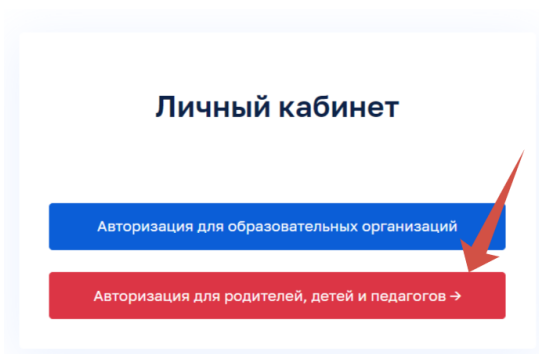 Личный кабинет
Авторизация для образовательных организаций
Авторизация для родителей, детей и педагогов →